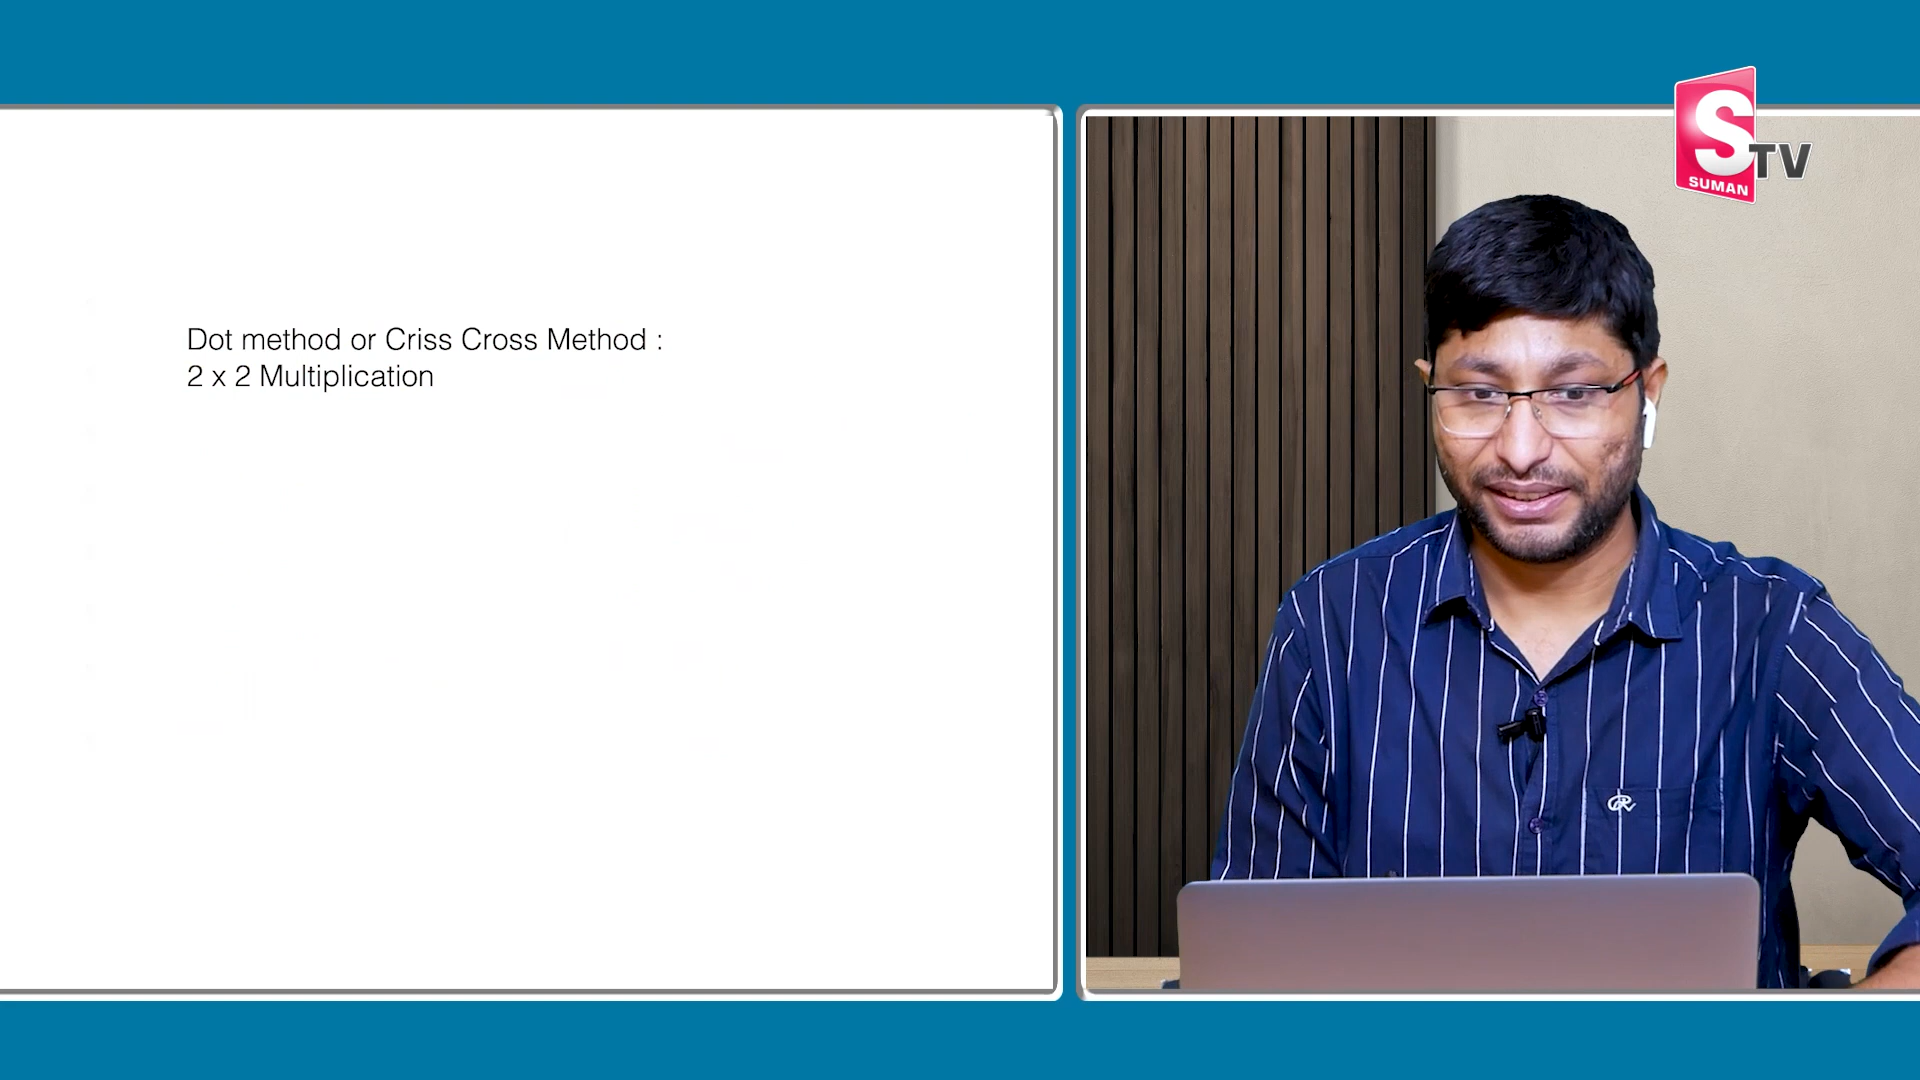 Dot method or Criss Cross Method :
2 x 2 Multiplication
S
TV
SUMAN